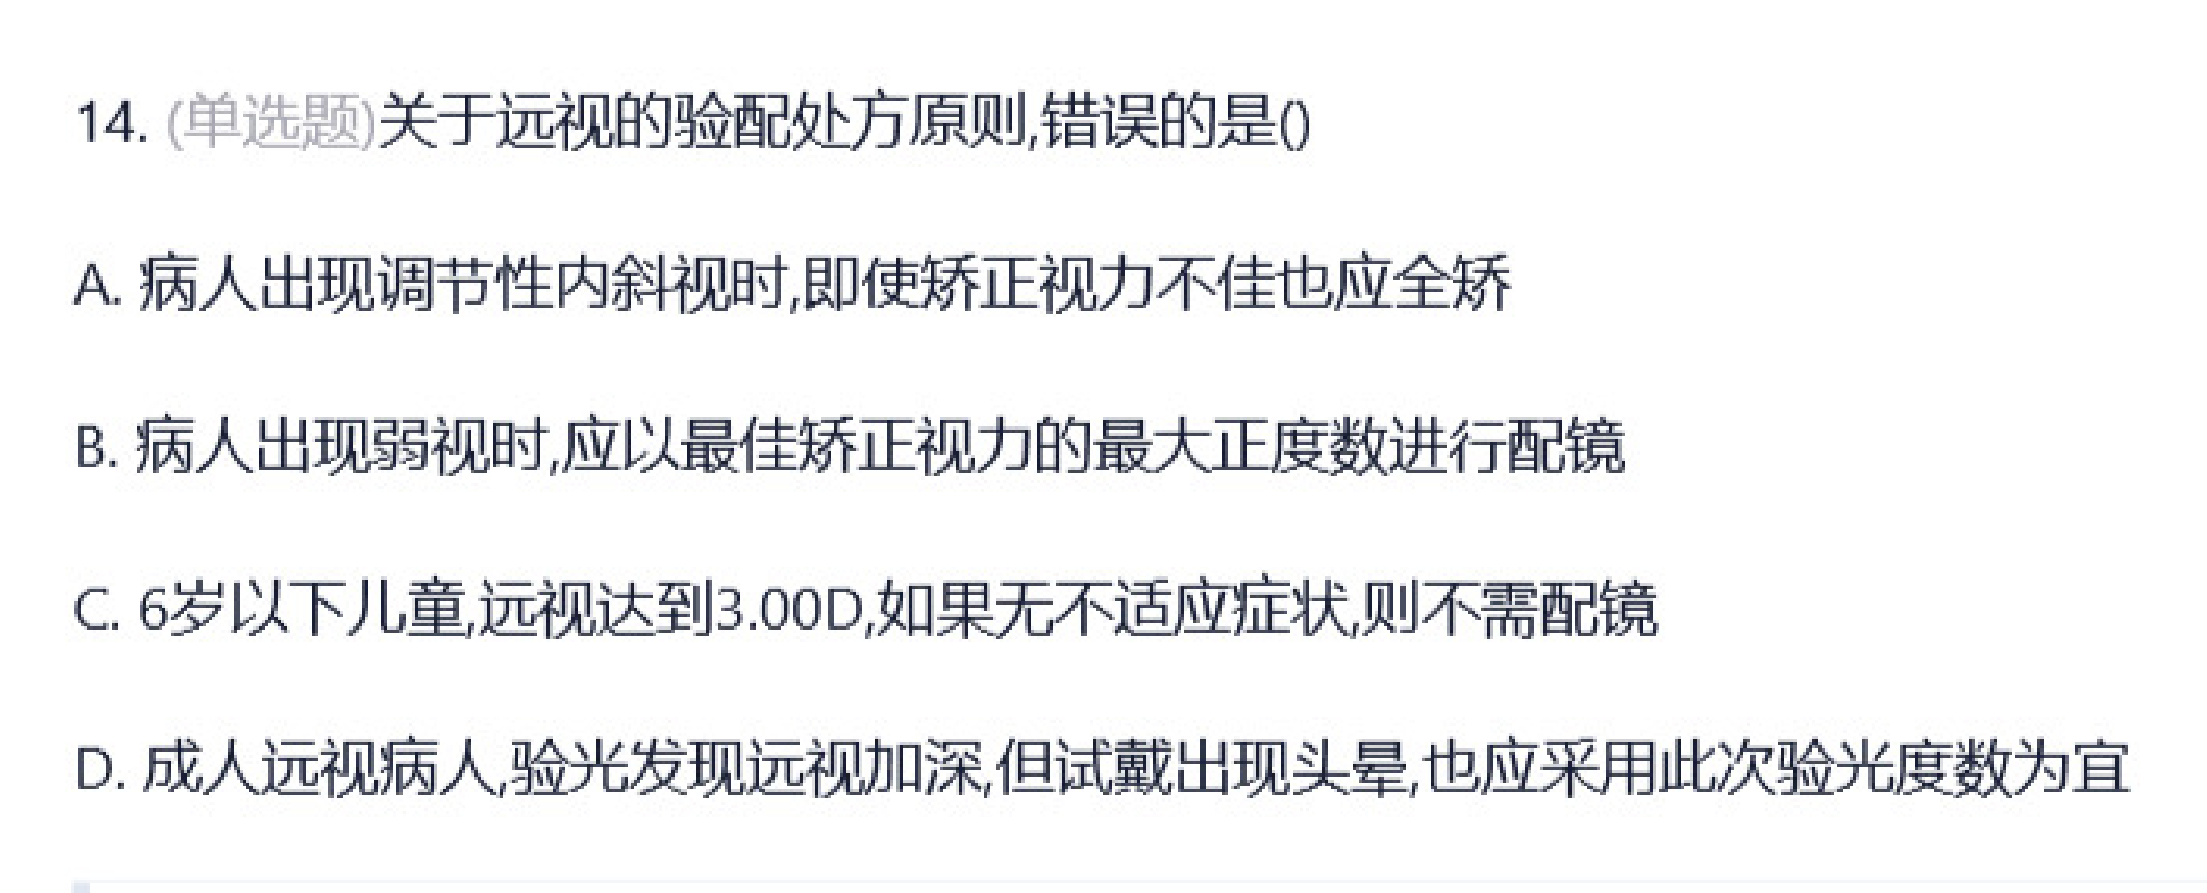 14. (单选题)关于远视的验配处方原则,错误的是()
A. 病人出现调节性内斜视时,即使矫正视力不佳也应全矫
B. 病人出现弱视时,应以最佳矫正视力的最大正度数进行配镜
C. 6岁以下儿童,远视达到3.00D,如果无不适应症状,则不需配镜
D. 成人远视病人,验光发现远视加深,但试戴出现头晕,也应采用此次验光度数为宜